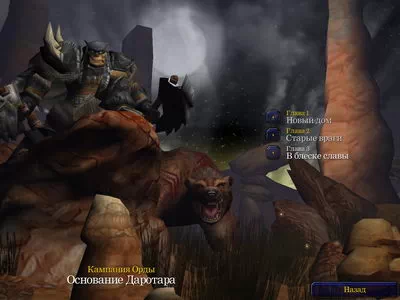 Глава 1
Новый дом
Глава 2
Старые враги
Глава 3
В блеске славы
Кампания Орды
Основание Даротара
Назад